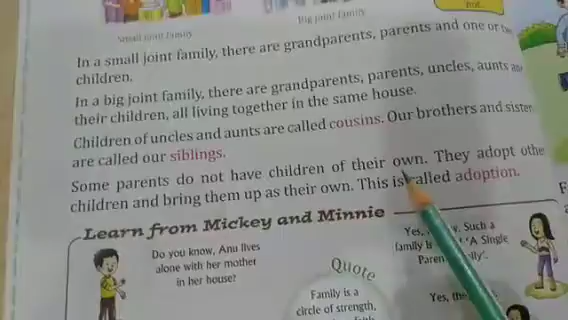 not.
Small joint family
Big joint family
In a small joint family, there are grandparents, parents and one or two
children.
In a big joint family, there are grandparents, parents, uncles, aunts and
their children, all living together in the same house.
Children of uncles and aunts are called cousins. Our brothers and sister
are called our siblings.
Some parents do not have children of their own. They adopt othe
children and bring them up as their own. This is called adoption.
Learn from Mickey and Minnie
Do you know, Anu lives
alone with her mother
in her house?
Quote
Family is a
circle of strength,
Yes, Such a
family is 'A Single
Yes,